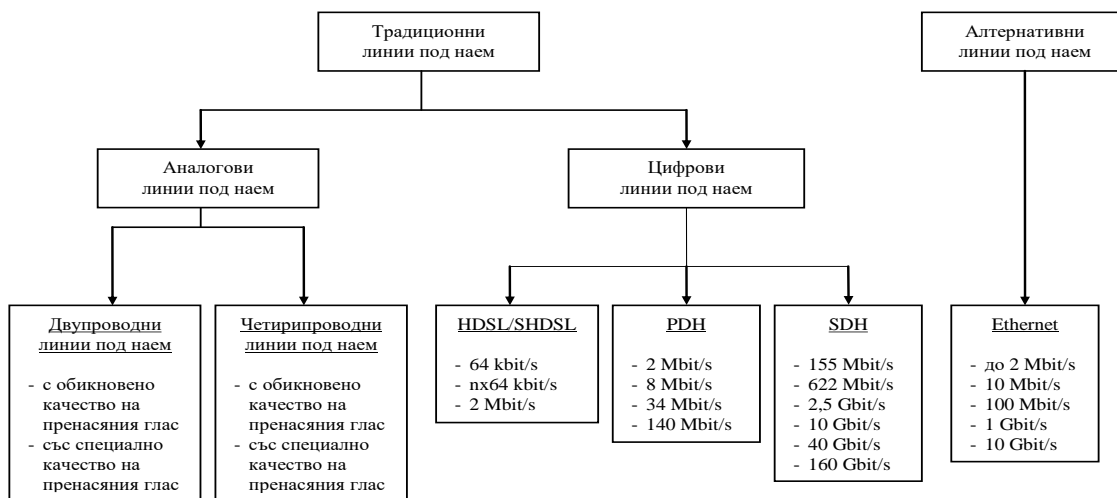 Традиционни
линии под наем
Алтернативни
линии под наем
Аналогови
линии под наем
Цифрови
линии под наем
Двупроводни
линии под наем
- с обикновено
качество на
пренасяния глас
- със специално
качество на
пренасяния глас
Четирипроводни
линии под наем
- с обикновено
качество на
пренасяния глас
- със специално
качество на
пренасяния глас
HDSL/SHDSL
- 64 kbit/s
- nx64 kbit/s
- 2 Mbit/s
PDH
- 2 Mbit/s
- 8 Mbit/s
- 34 Mbit/s
- 140 Mbit/s
SDH
- 155 Mbit/s
- 622 Mbit/s
- 2,5 Gbit/s
- 10 Gbit/s
- 40 Gbit/s
- 160 Gbit/s
Ethernet
- до 2 Mbit/s
- 10 Mbit/s
- 100 Mbit/s
- 1 Gbit/s
- 10 Gbit/s